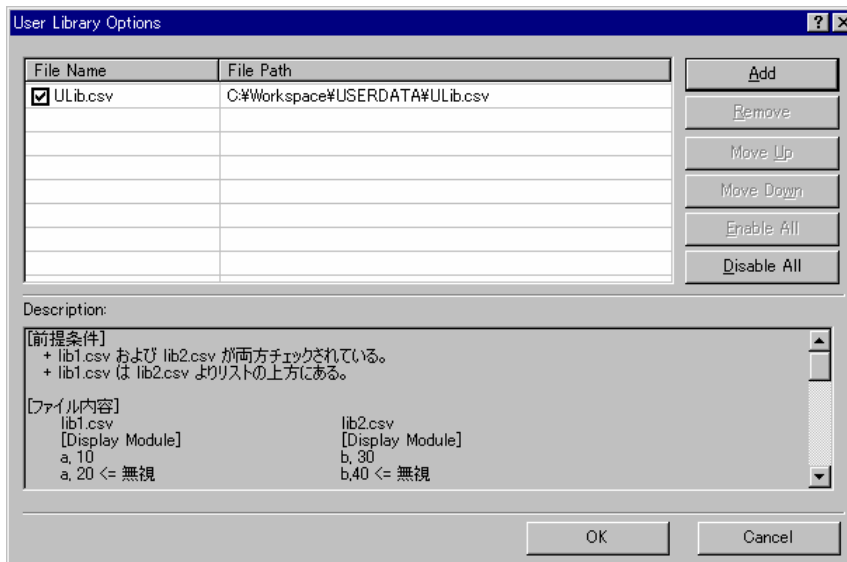 User Library Options
File Name File Path
ULib.csv C:¥Workspace¥USERDATA¥ULib.csv
Add
Remove
Move Up
Move Down
Enable All
Disable All
Description:
[前提条件]
+ lib1.csv および lib2.csv が両方チェックされている。
+ lib1.csv は lib2.csv よりリストの上方にある。
[ファイル内容]
lib1.csv lib2.csv
[Display Module] [Display Module]
a, 10 b, 30
a, 20 <= 無視 b,40 <= 無視
OK Cancel